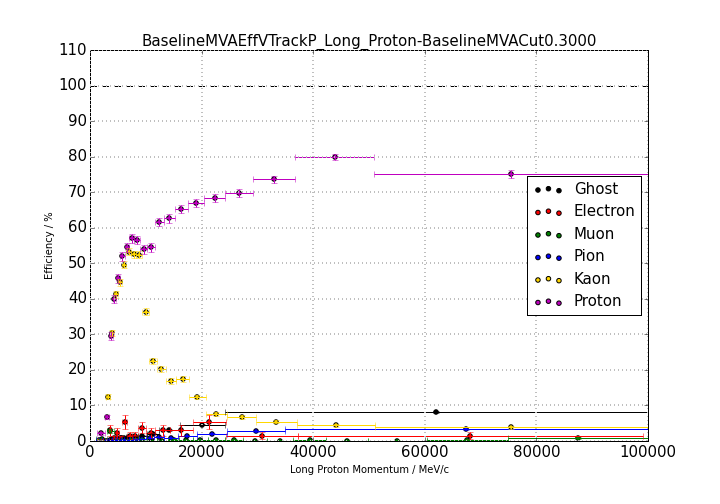 BaselineMVAEffVTrackP_Long_Proton-BaselineMVACut0.3000
110
100
90
80
70
60
50
40
30
20
10
0
Efficiency / %
Ghost
Electron
Muon
Pion
Kaon
Proton
0 20000 40000 60000 80000 100000
Long Proton Momentum / MeV/c